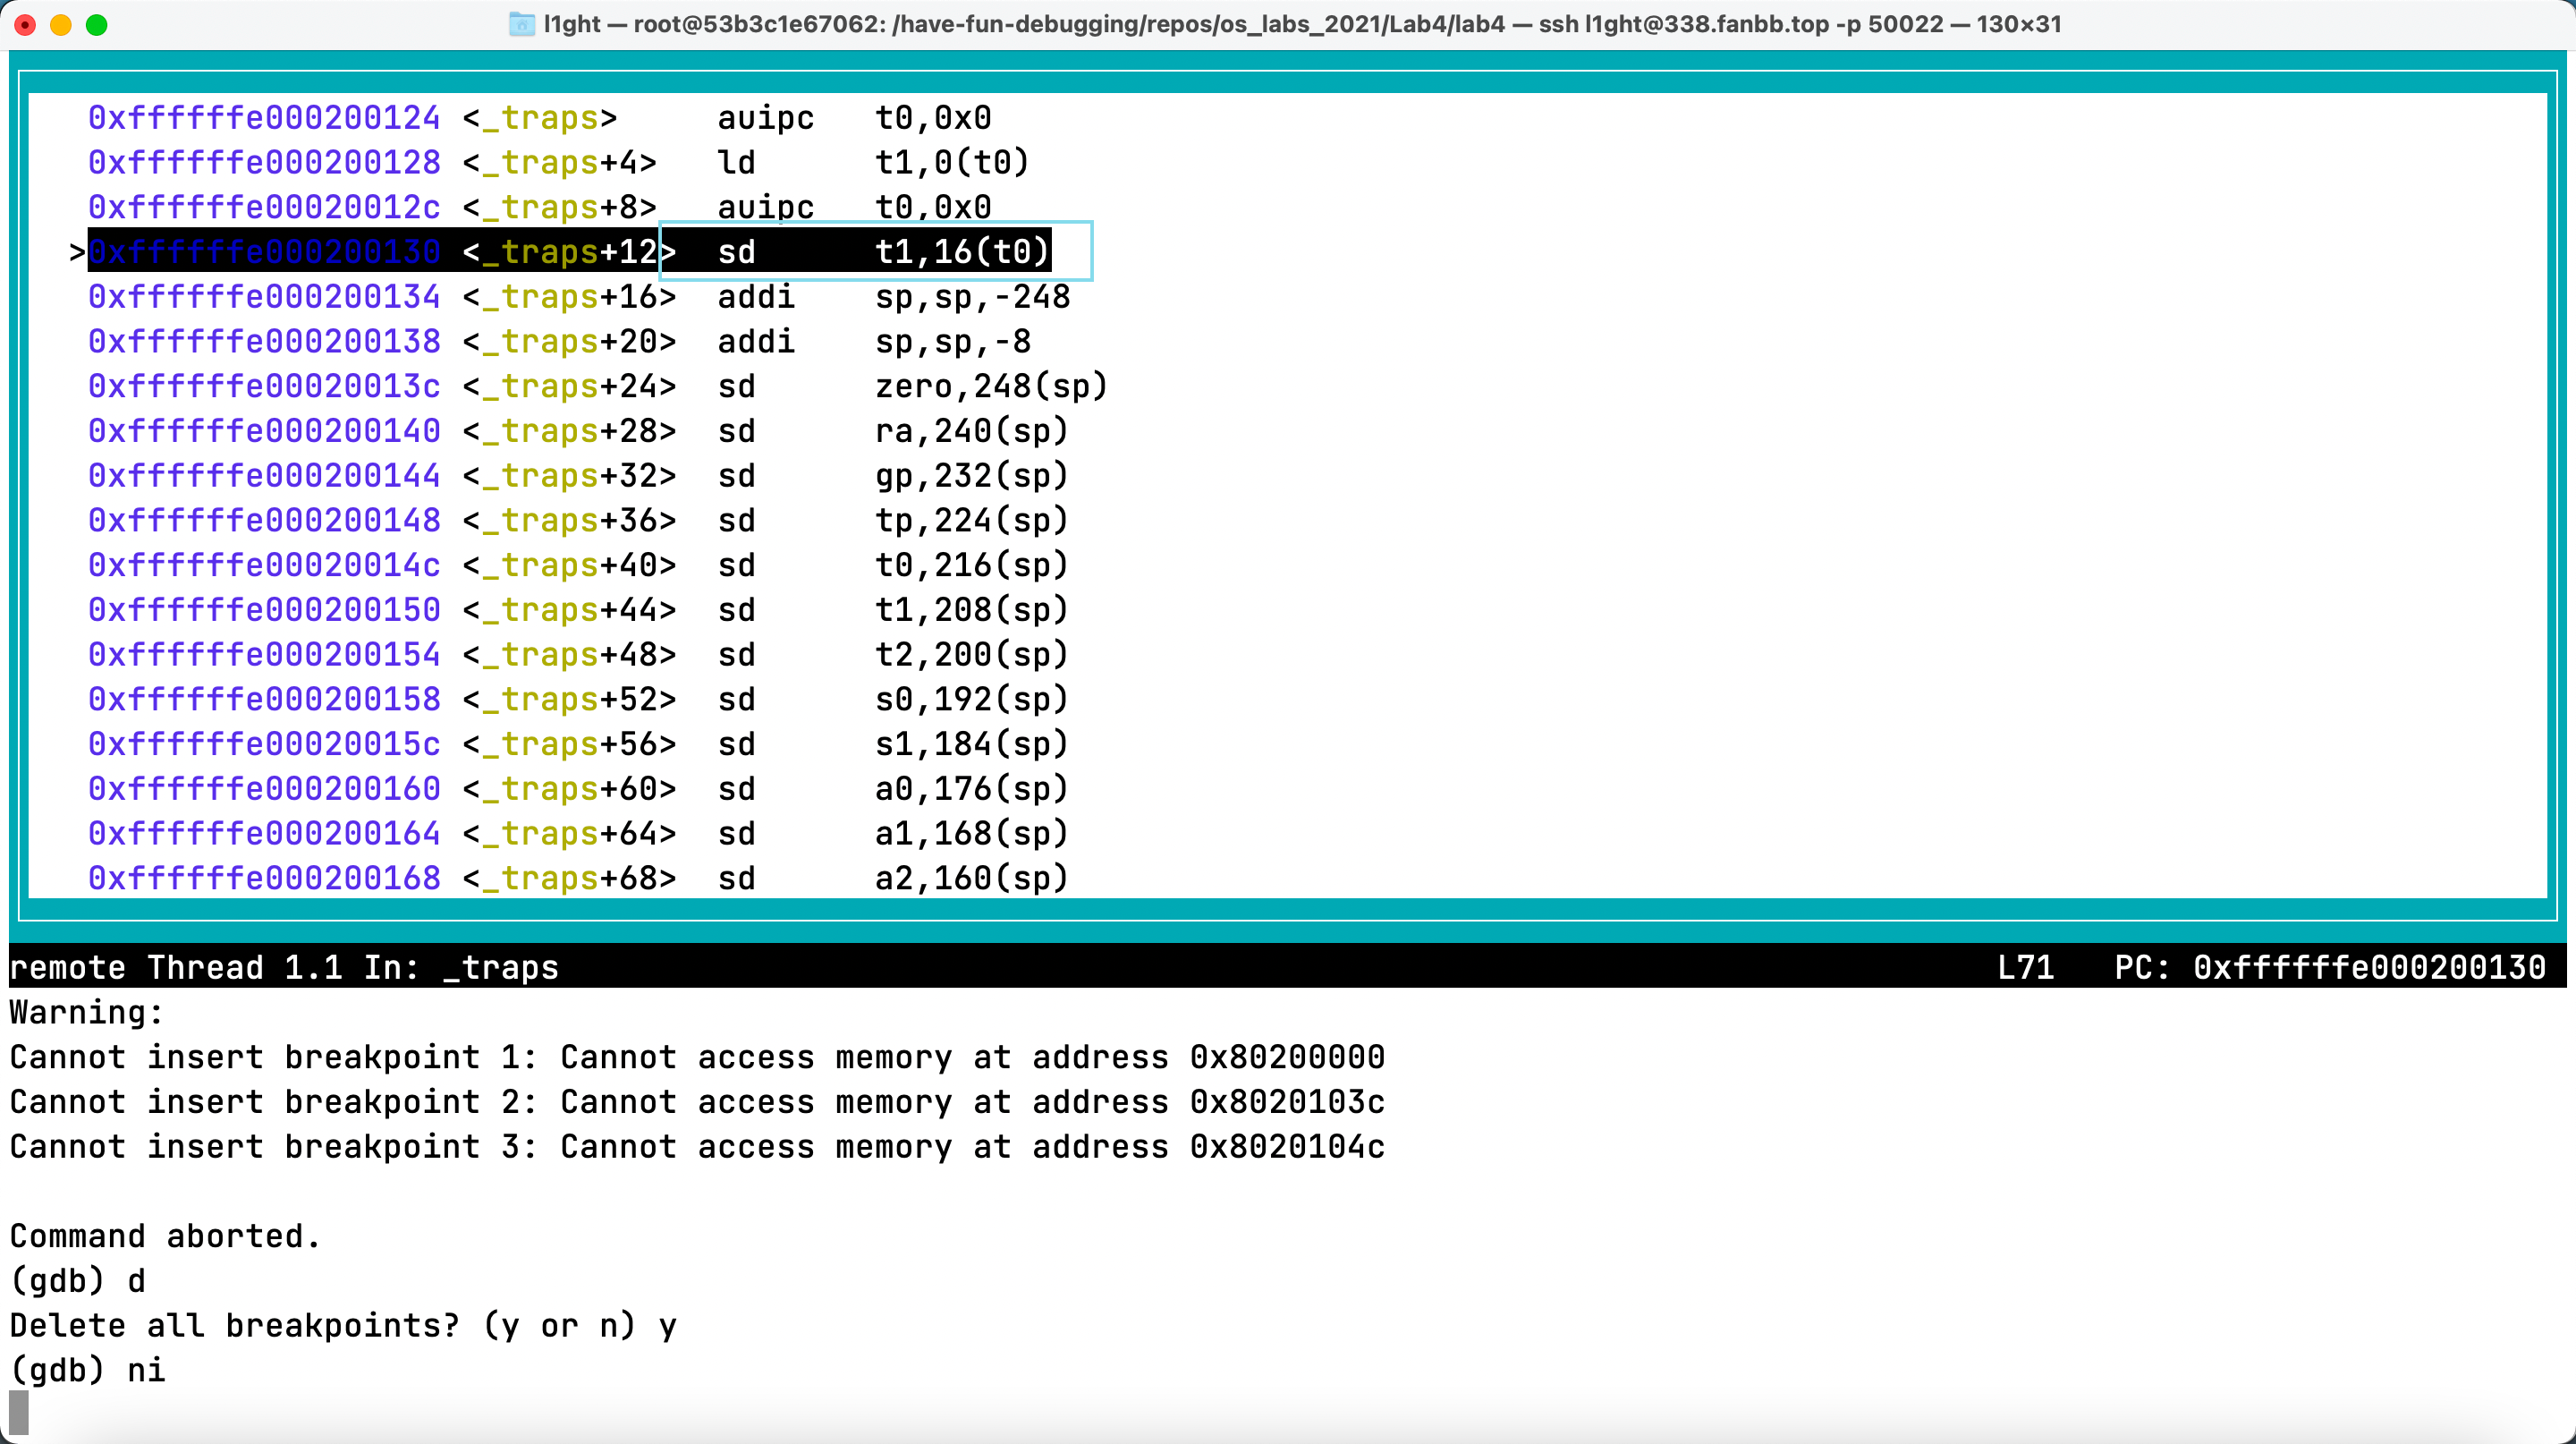 l1ght — root@53b3c1e67062: /have-fun-debugging/repos/os_labs_2021/Lab4/lab4 — ssh l1ght@338.fanbb.top -p 50022 — 130×31
0xffffffe000200124 <_traps> auipc t0,0x0
0xffffffe000200128 <_traps+4> ld t1,0(t0)
0xffffffe00020012c <_traps+8> auipc t0,0x0
>0xffffffe000200130 <_traps+12> sd t1,16(t0)
0xffffffe000200134 <_traps+16> addi sp,sp,-248
0xffffffe000200138 <_traps+20> addi sp,sp,-8
0xffffffe00020013c <_traps+24> sd zero,248(sp)
0xffffffe000200140 <_traps+28> sd ra,240(sp)
0xffffffe000200144 <_traps+32> sd gp,232(sp)
0xffffffe000200148 <_traps+36> sd tp,224(sp)
0xffffffe00020014c <_traps+40> sd t0,216(sp)
0xffffffe000200150 <_traps+44> sd t1,208(sp)
0xffffffe000200154 <_traps+48> sd t2,200(sp)
0xffffffe000200158 <_traps+52> sd s0,192(sp)
0xffffffe00020015c <_traps+56> sd s1,184(sp)
0xffffffe000200160 <_traps+60> sd a0,176(sp)
0xffffffe000200164 <_traps+64> sd a1,168(sp)
0xffffffe000200168 <_traps+68> sd a2,160(sp)
remote Thread 1.1 In: _traps L71 PC: 0xffffffe000200130
Warning:
Cannot insert breakpoint 1: Cannot access memory at address 0x80200000
Cannot insert breakpoint 2: Cannot access memory at address 0x8020103c
Cannot insert breakpoint 3: Cannot access memory at address 0x8020104c
Command aborted.
(gdb) d
Delete all breakpoints? (y or n) y
(gdb) ni